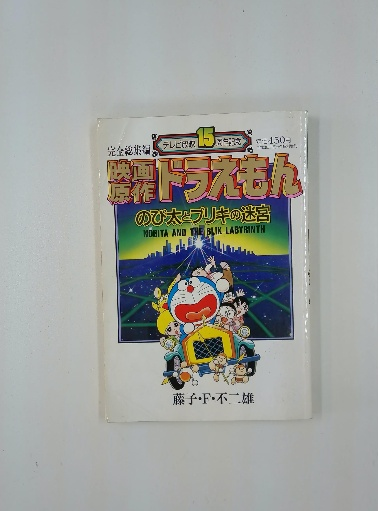 テレビ放映15周年記念
完全総集編
映画原作ドラえもん
のび太とブリキの迷宮
NOBITA AND THE BLIK LABYRINTH
藤子・F・不二雄